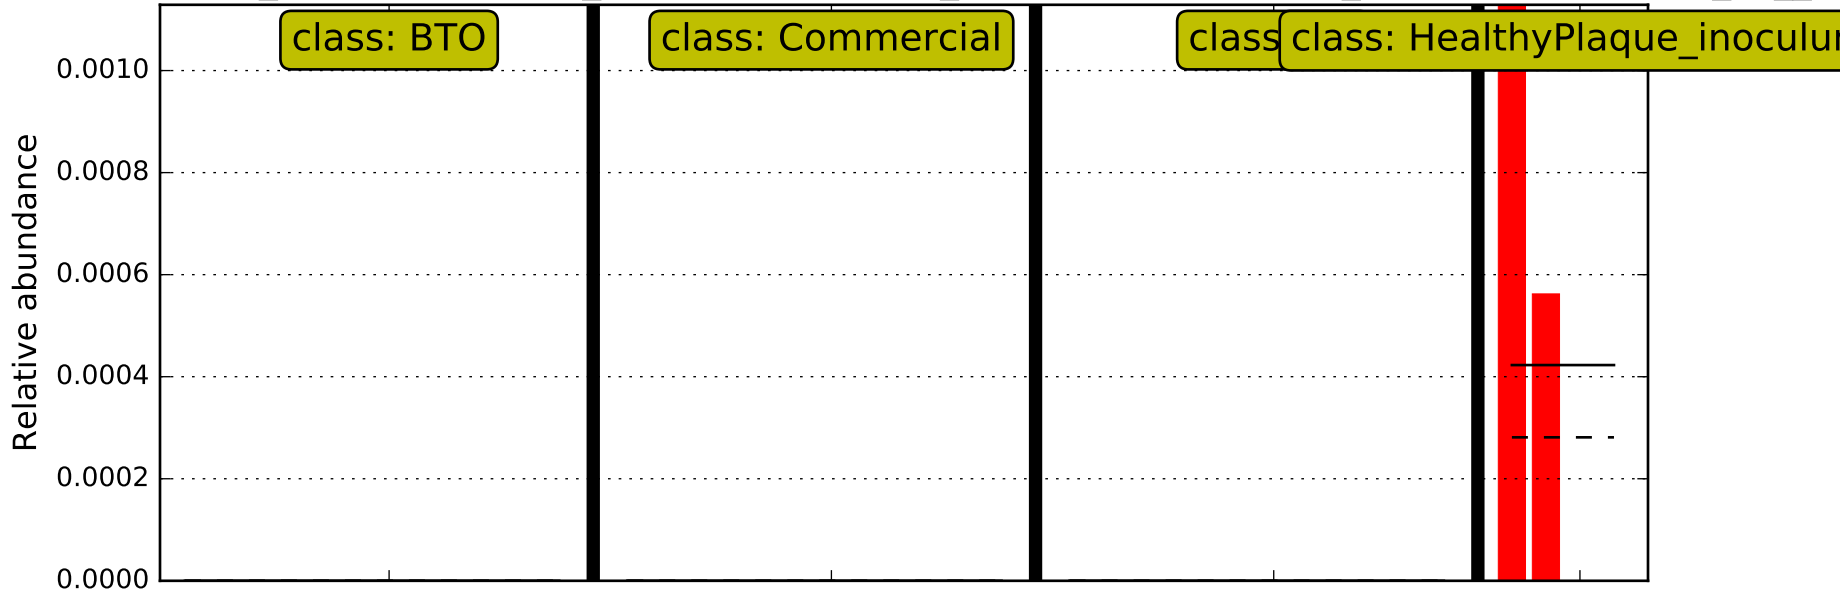 class: BTO
class: Commercial
class
class: HealthyPlaque_inoculu
0.0010
0.0008
0.0006
0.0004
0.0002
0.0000
Relative abundance